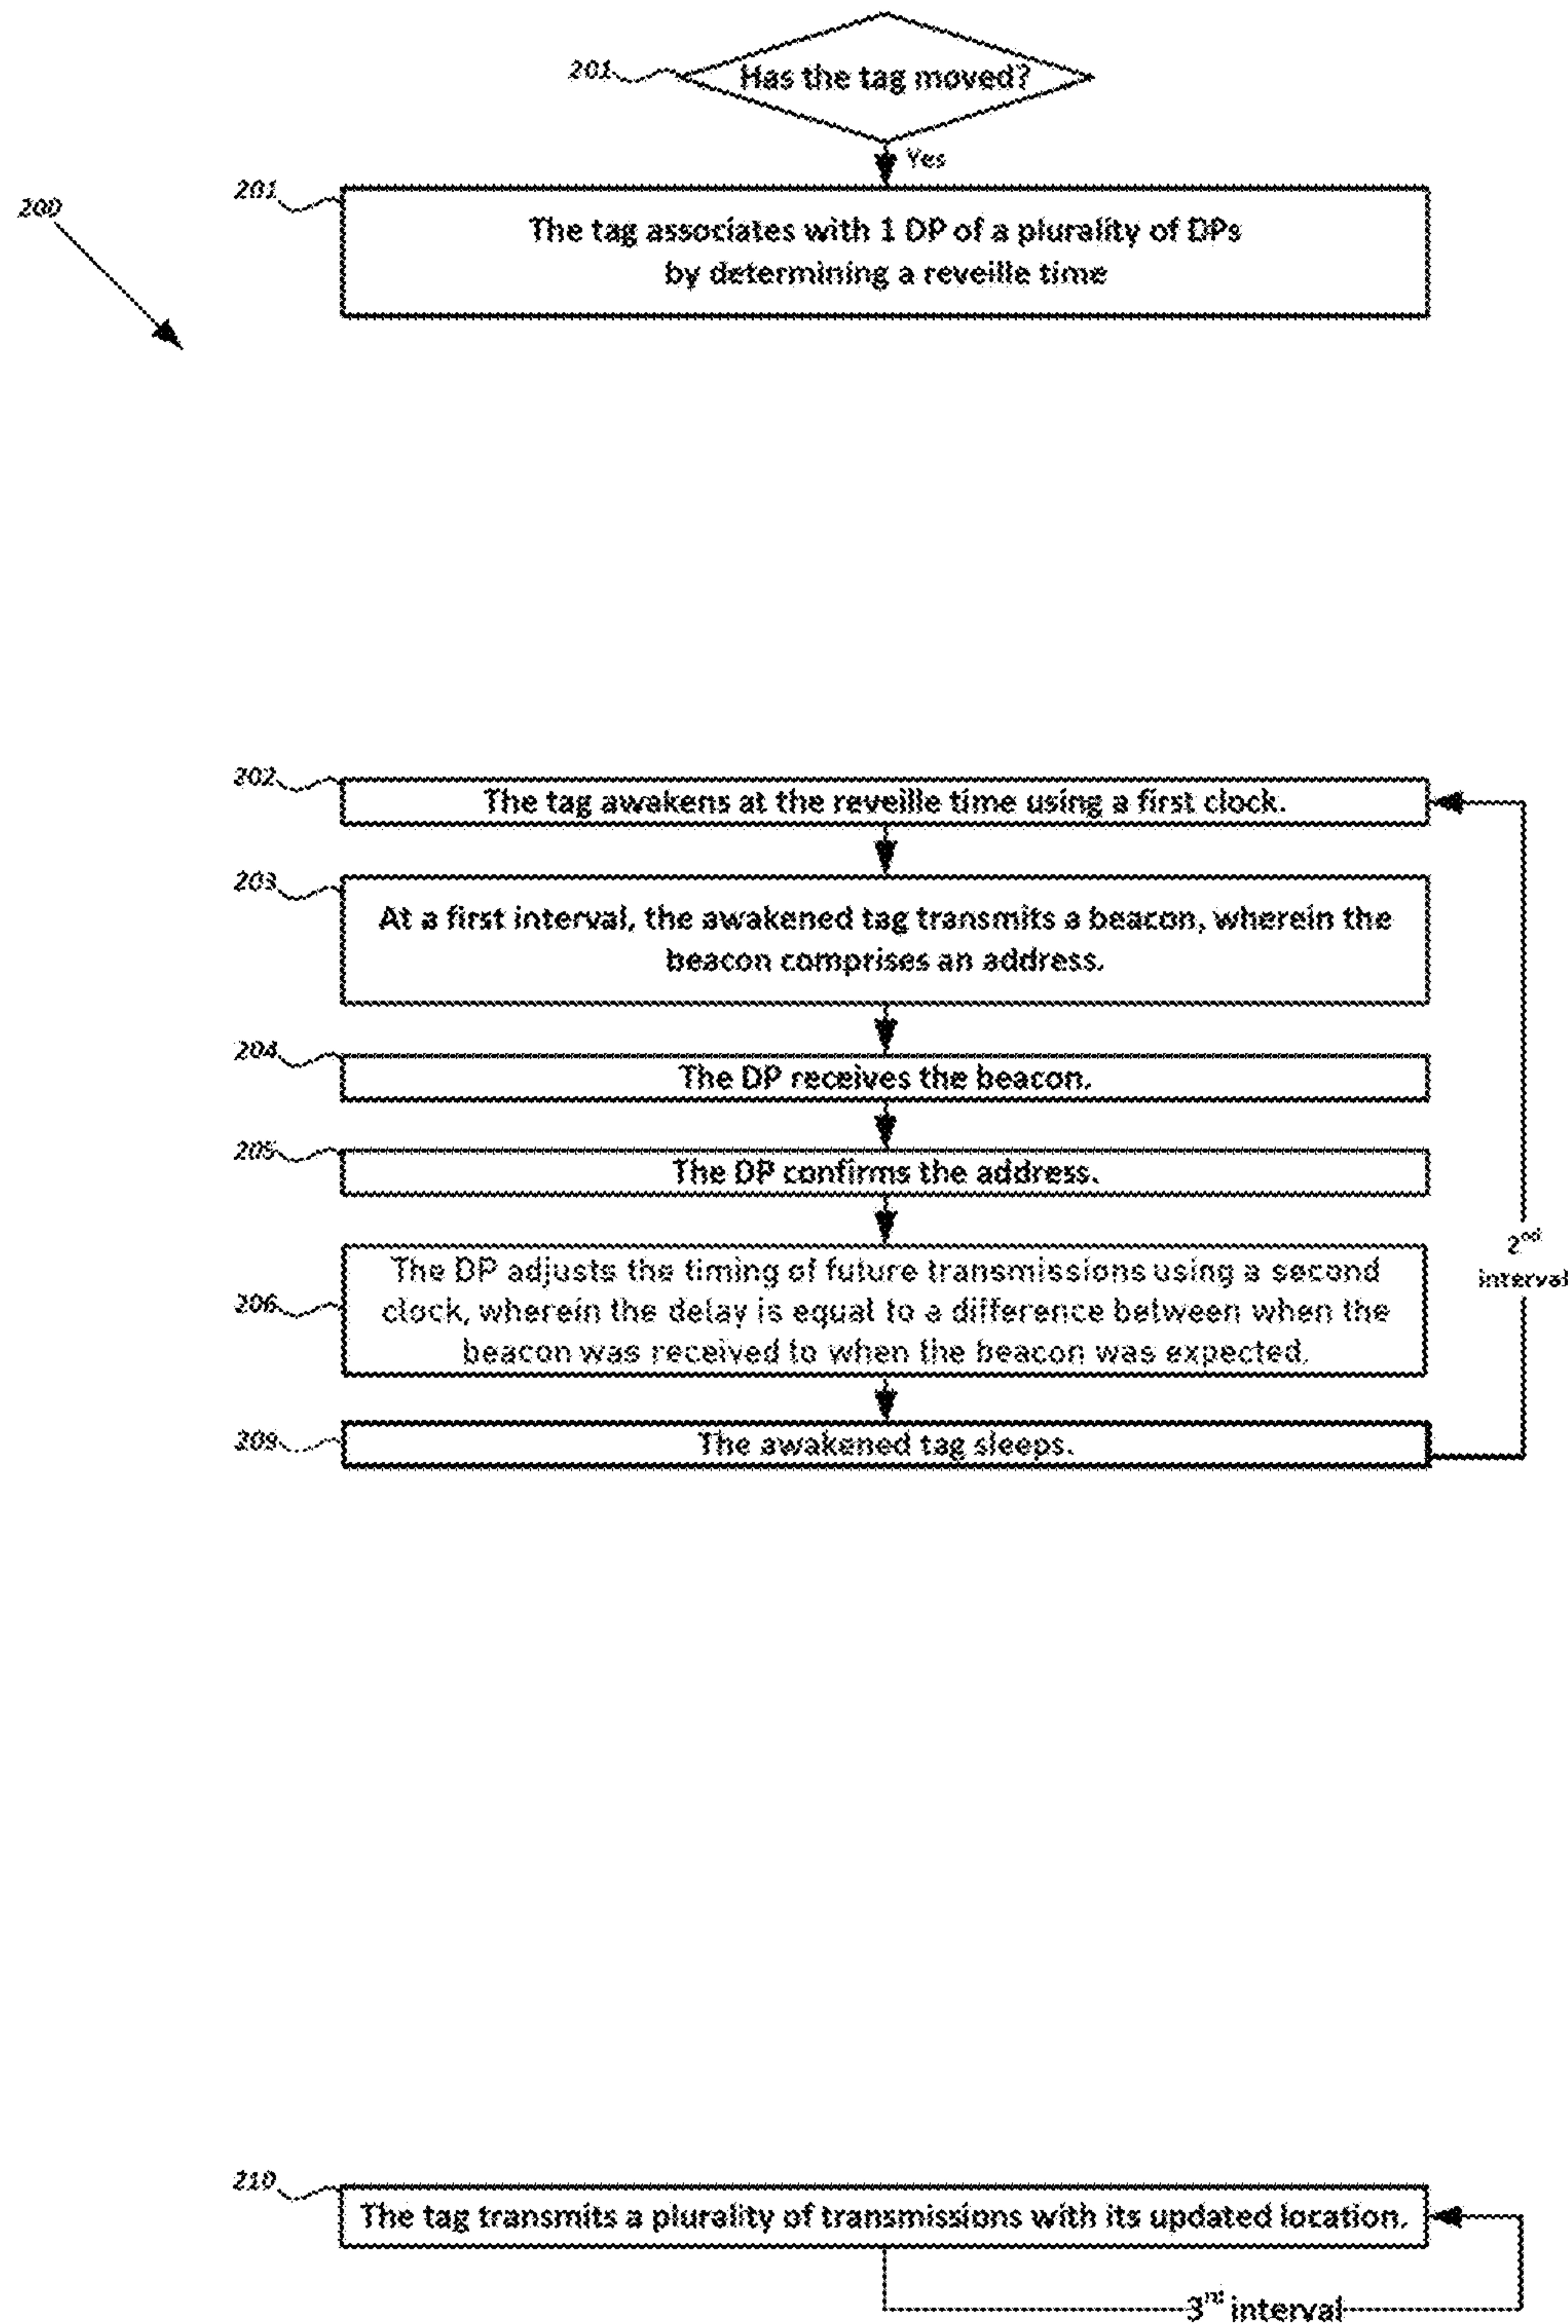 201
Has the tag moved?
Yes
200
201
The tag associates with 1 DP of a plurality of DPs
by determining a reveille time
202
The tag awakens at the reveille time using a first clock.
203
At a first interval, the awakened tag transmits a beacon, wherein the
beacon comprises an address.
204
The DP receives the beacon.
205
The DP confirms the address.
2nd
interval
206
The DP adjusts the timing of future transmissions using a second
clock, wherein the delay is equal to a difference between when the
beacon was received to when the beacon was expected.
209
The awakened tag sleeps.
210
The tag transmits a plurality of transmissions with its updated location.
3rd interval